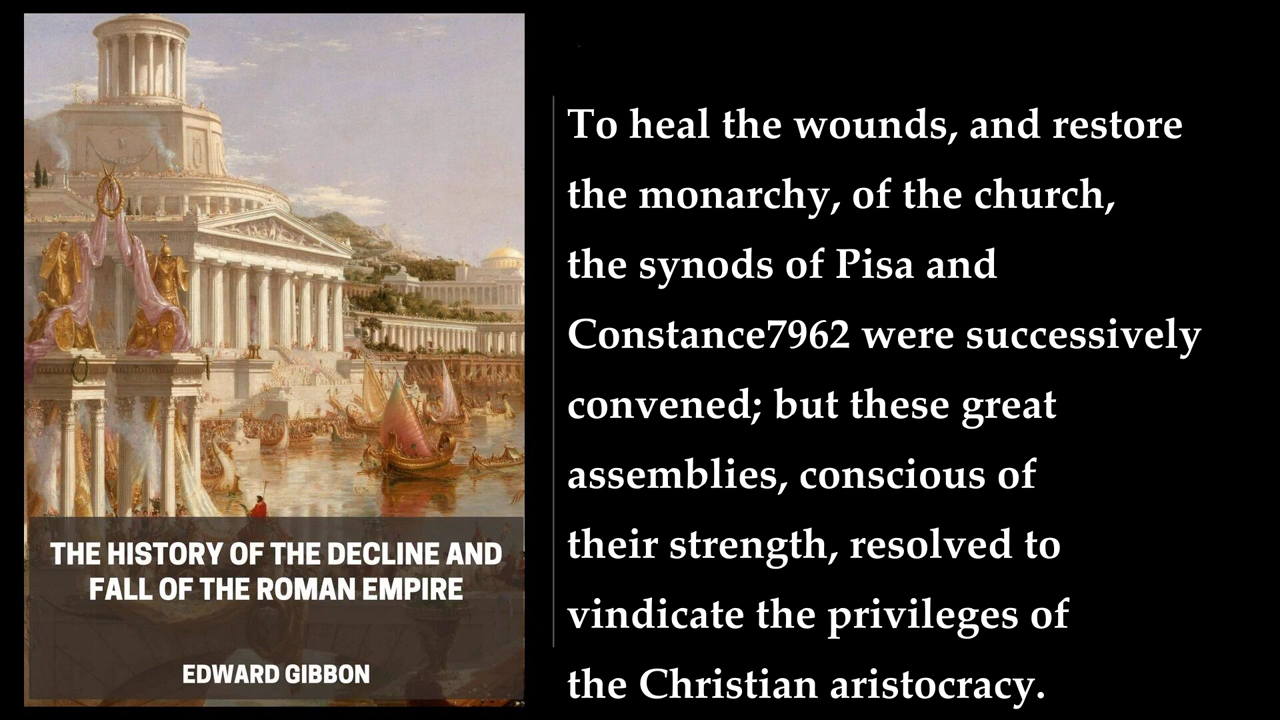 THE HISTORY OF THE DECLINE AND
FALL OF THE ROMAN EMPIRE
EDWARD GIBBON
To heal the wounds, and restore
the monarchy, of the church,
the synods of Pisa and
Constance7962 were successively
convened; but these great
assemblies, conscious of
their strength, resolved to
vindicate the privileges of
the Christian aristocracy.